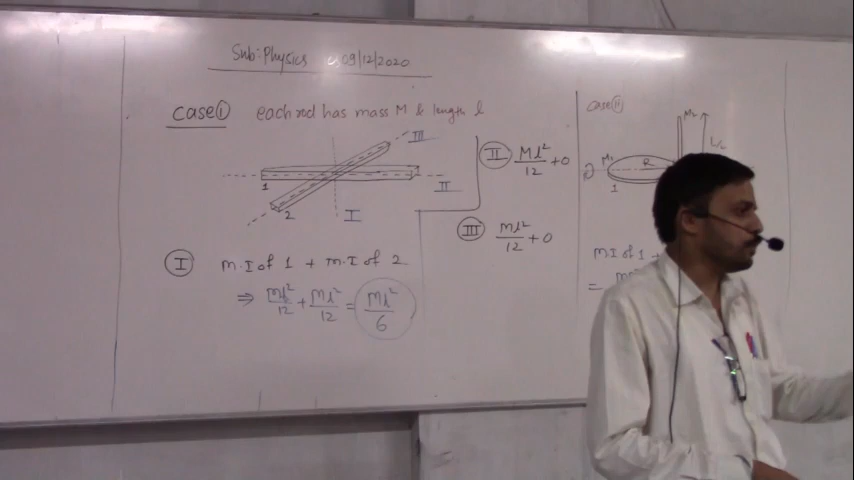 Sub:Physics 09/12/2020
Case I each rod has mass M & length l
III
II
1
2
I
I M.I of 1 + M.I of 2
⇒ Ml²/12 + Ml²/12 = Ml²/6
II Ml²/12 + 0
III Ml²/12 + 0
Case II
M2
M1
R
1
M.I of 1 +
=